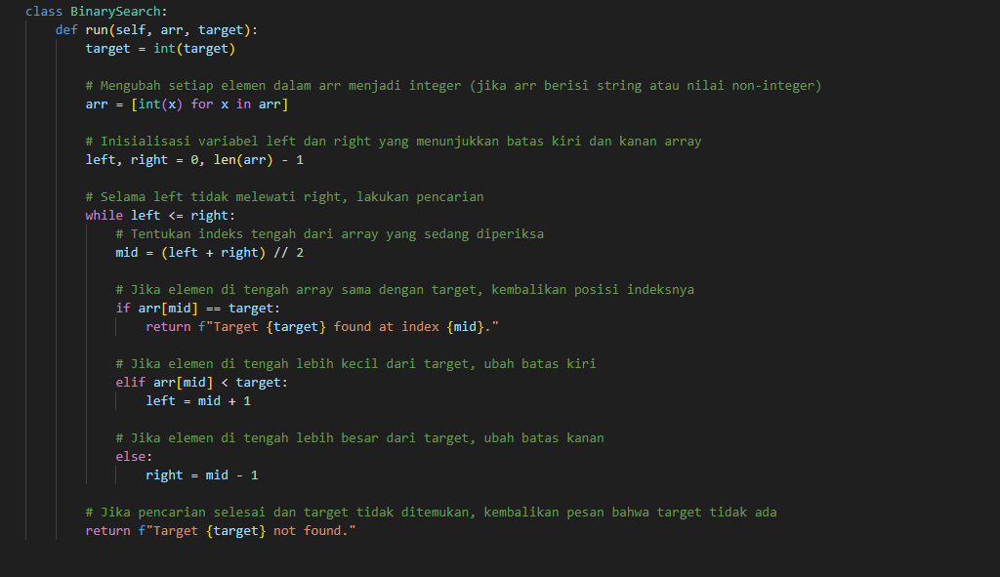 class BinarySearch:
    def run(self, arr, target):
        target = int(target)

        # Mengubah setiap elemen dalam arr menjadi integer (jika arr berisi string atau nilai non-integer)
        arr = [int(x) for x in arr]

        # Inisialisasi variabel left dan right yang menunjukkan batas kiri dan kanan array
        left, right = 0, len(arr) - 1

        # Selama left tidak melewati right, lakukan pencarian
        while left <= right:
            # Tentukan indeks tengah dari array yang sedang diperiksa
            mid = (left + right) // 2

            # Jika elemen di tengah array sama dengan target, kembalikan posisi indeksnya
            if arr[mid] == target:
                return f"Target {target} found at index {mid}."

            # Jika elemen di tengah lebih kecil dari target, ubah batas kiri
            elif arr[mid] < target:
                left = mid + 1

            # Jika elemen di tengah lebih besar dari target, ubah batas kanan
            else:
                right = mid - 1

        # Jika pencarian selesai dan target tidak ditemukan, kembalikan pesan bahwa target tidak ada
        return f"Target {target} not found."